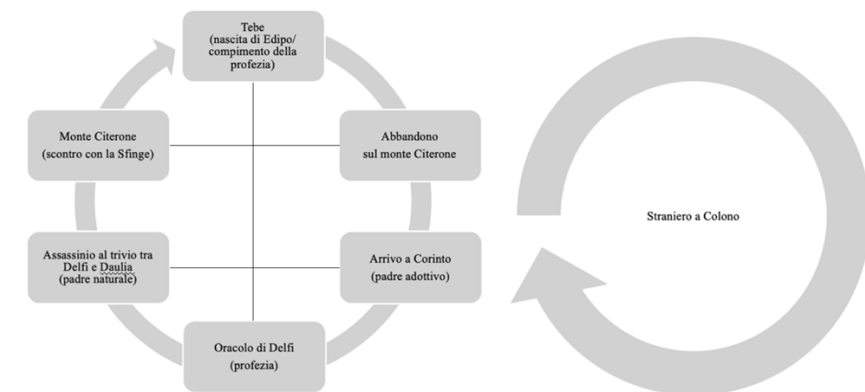 Tebe
(nascita di Edipo/
compimento della
profezia)
Abbandono
sul monte Citerone
Arrivo a Corinto
(padre adottivo)
Oracolo di Delfi
(profezia)
Assassinio al trivio tra
Delfi e Daulia
(padre naturale)
Monte Citerone
(scontro con la Sfinge)
Straniero a Colono